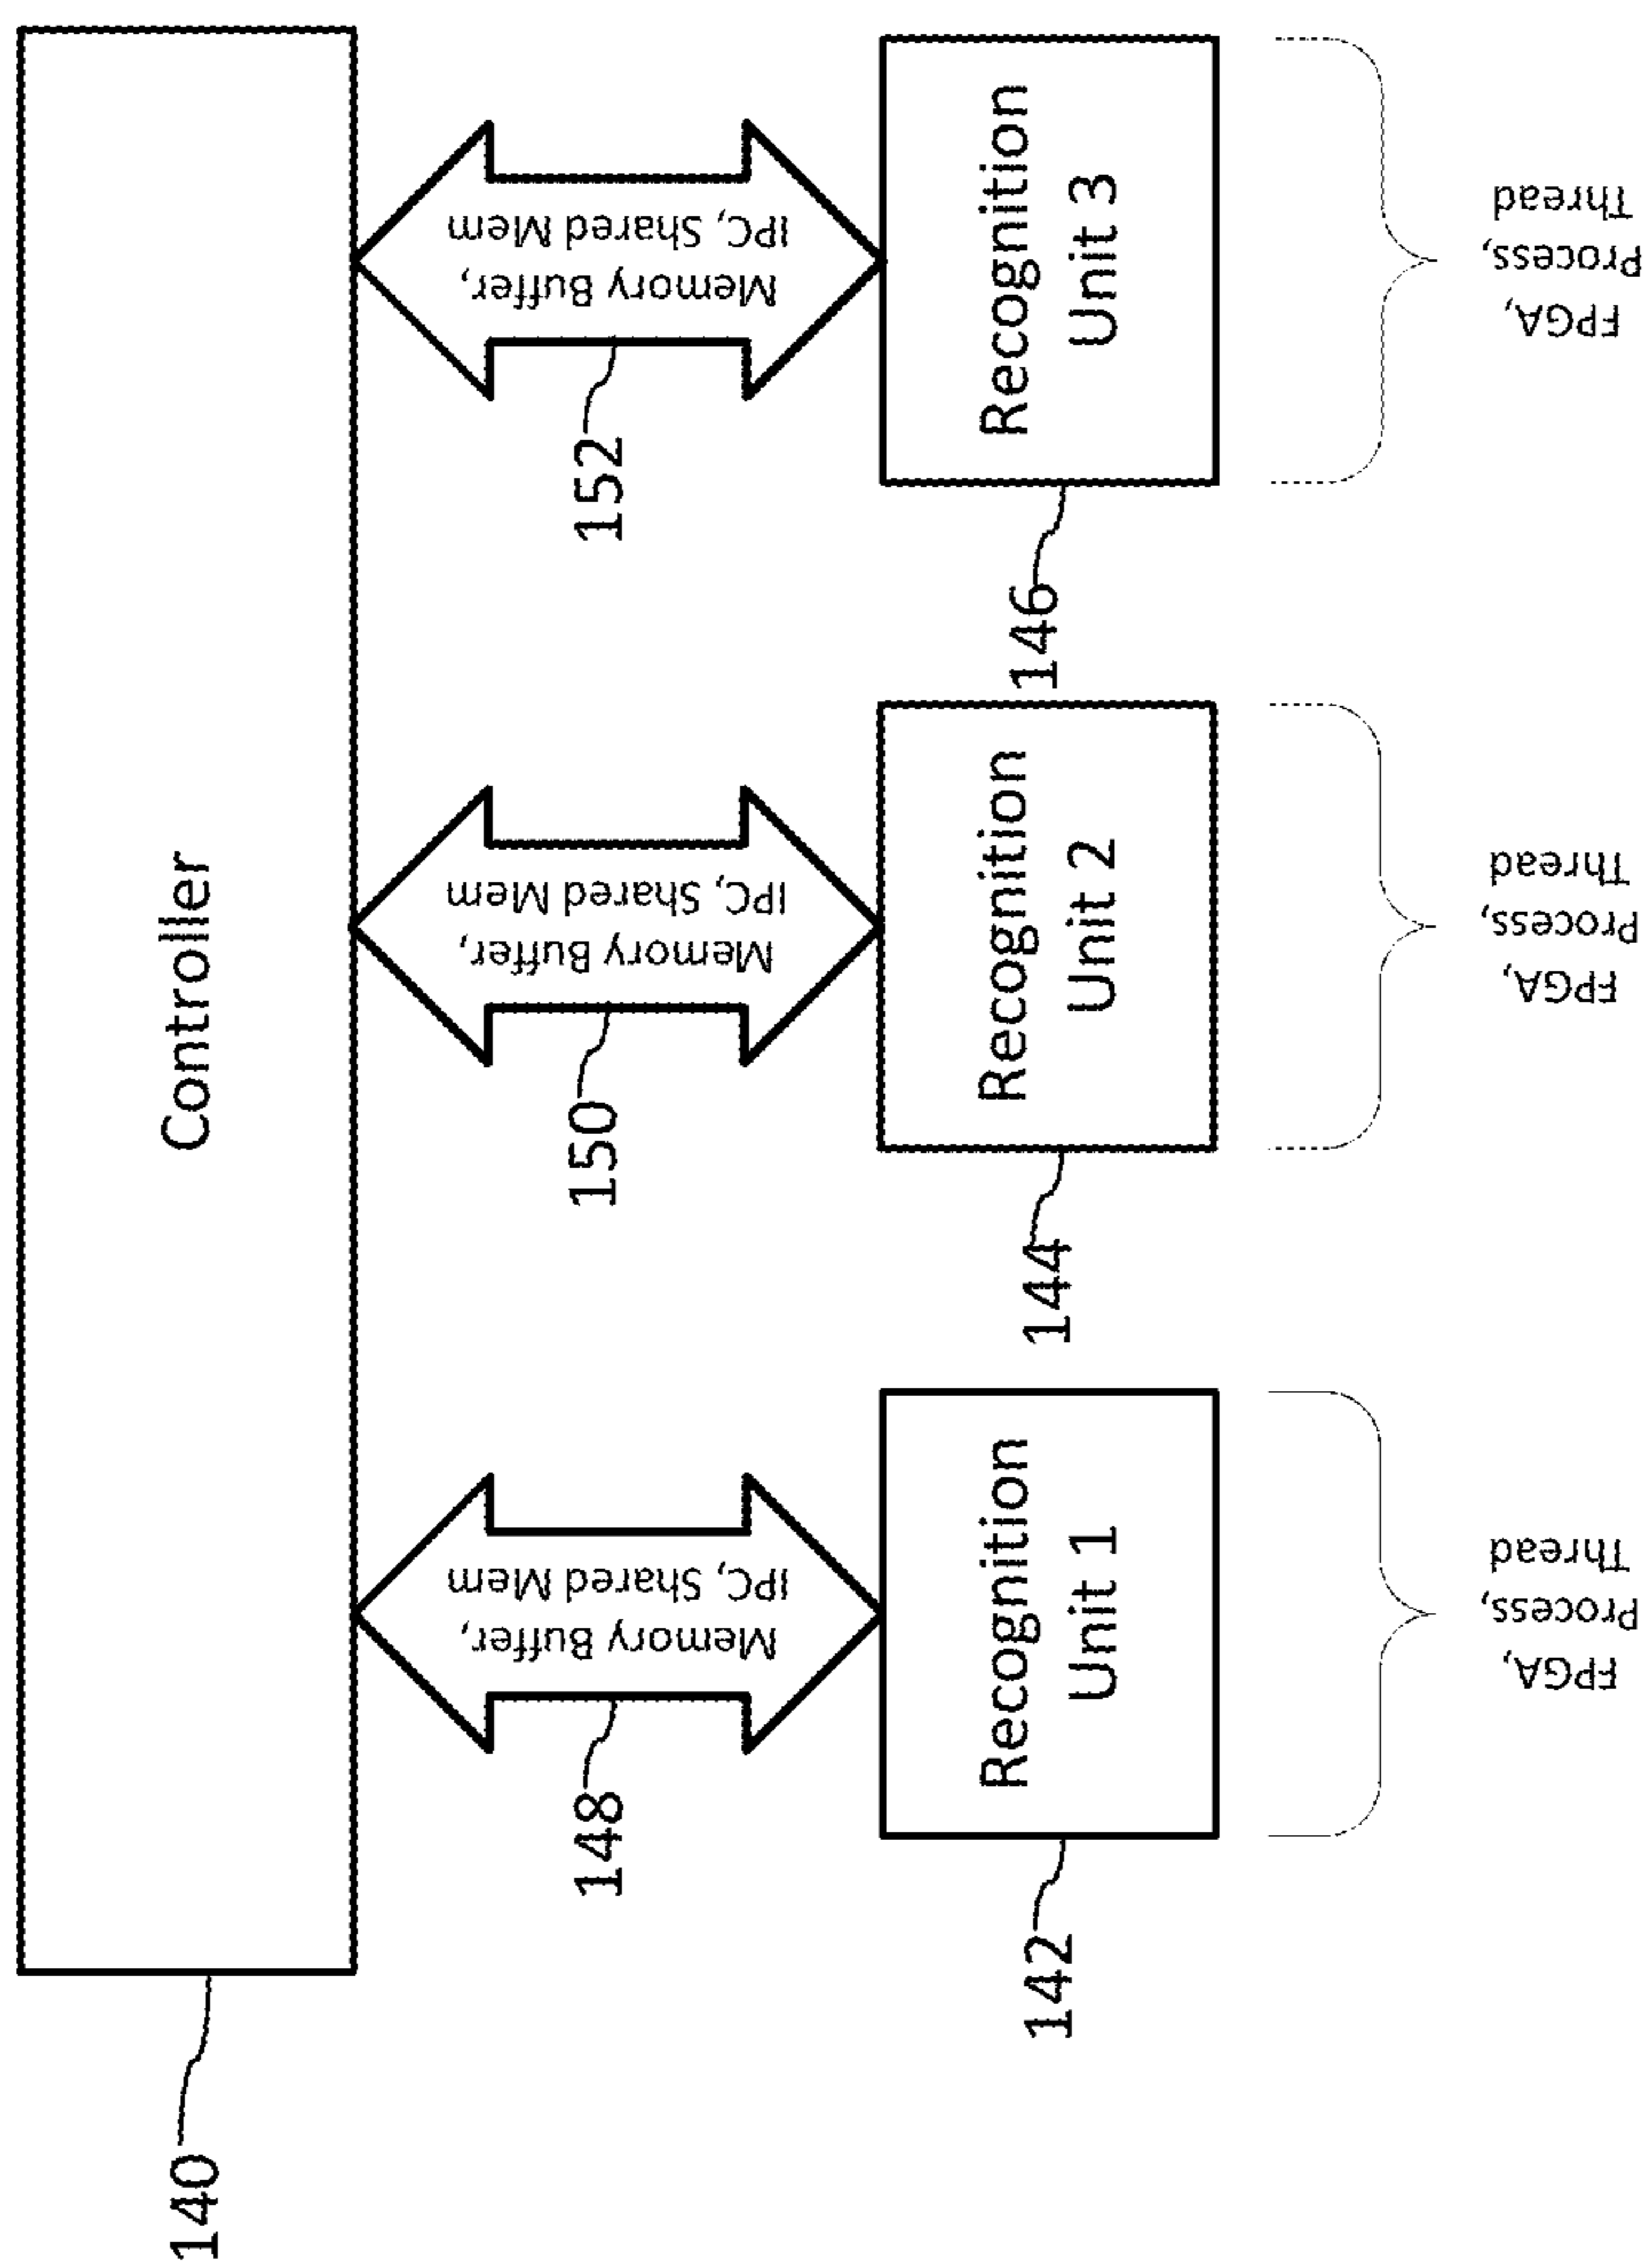 140
Controller
148
Memory Buffer,
IPC, Shared Mem
150
Memory Buffer,
IPC, Shared Mem
152
Memory Buffer,
IPC, Shared Mem
142
Recognition
Unit 1
144
Recognition
Unit 2
146
Recognition
Unit 3
FPGA,
Process,
Thread
FPGA,
Process,
Thread
FPGA,
Process,
Thread